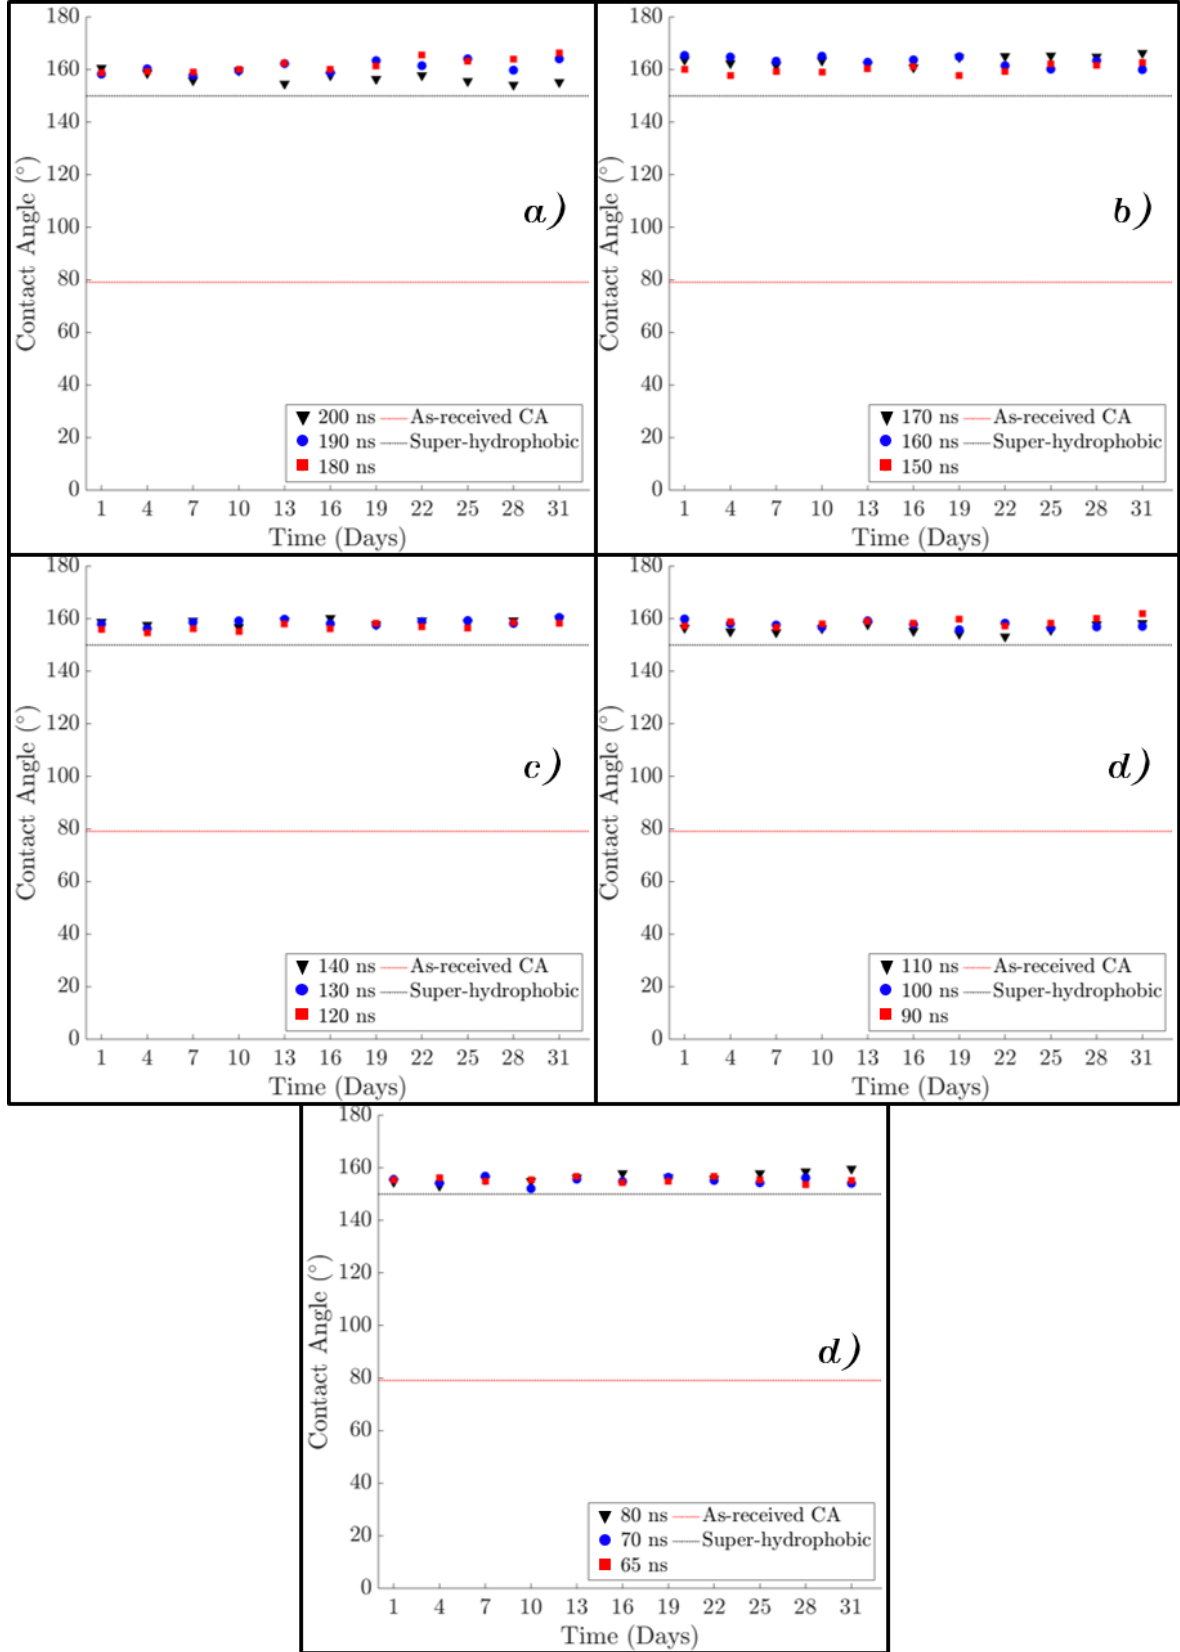 180
160
140
120
100
80
60
40
20
0
Contact Angle (°)
a)
200 ns As-received CA
190 ns Super-hydrophobic
180 ns
1 4 7 10 13 16 19 22 25 28 31
Time (Days)
180
160
140
120
100
80
60
40
20
0
Contact Angle (°)
b)
170 ns As-received CA
160 ns Super-hydrophobic
150 ns
1 4 7 10 13 16 19 22 25 28 31
Time (Days)
180
160
140
120
100
80
60
40
20
0
Contact Angle (°)
c)
140 ns As-received CA
130 ns Super-hydrophobic
120 ns
1 4 7 10 13 16 19 22 25 28 31
Time (Days)
180
160
140
120
100
80
60
40
20
0
Contact Angle (°)
d)
110 ns As-received CA
100 ns Super-hydrophobic
90 ns
1 4 7 10 13 16 19 22 25 28 31
Time (Days)
180
160
140
120
100
80
60
40
20
0
Contact Angle (°)
d)
80 ns As-received CA
70 ns Super-hydrophobic
65 ns
1 4 7 10 13 16 19 22 25 28 31
Time (Days)